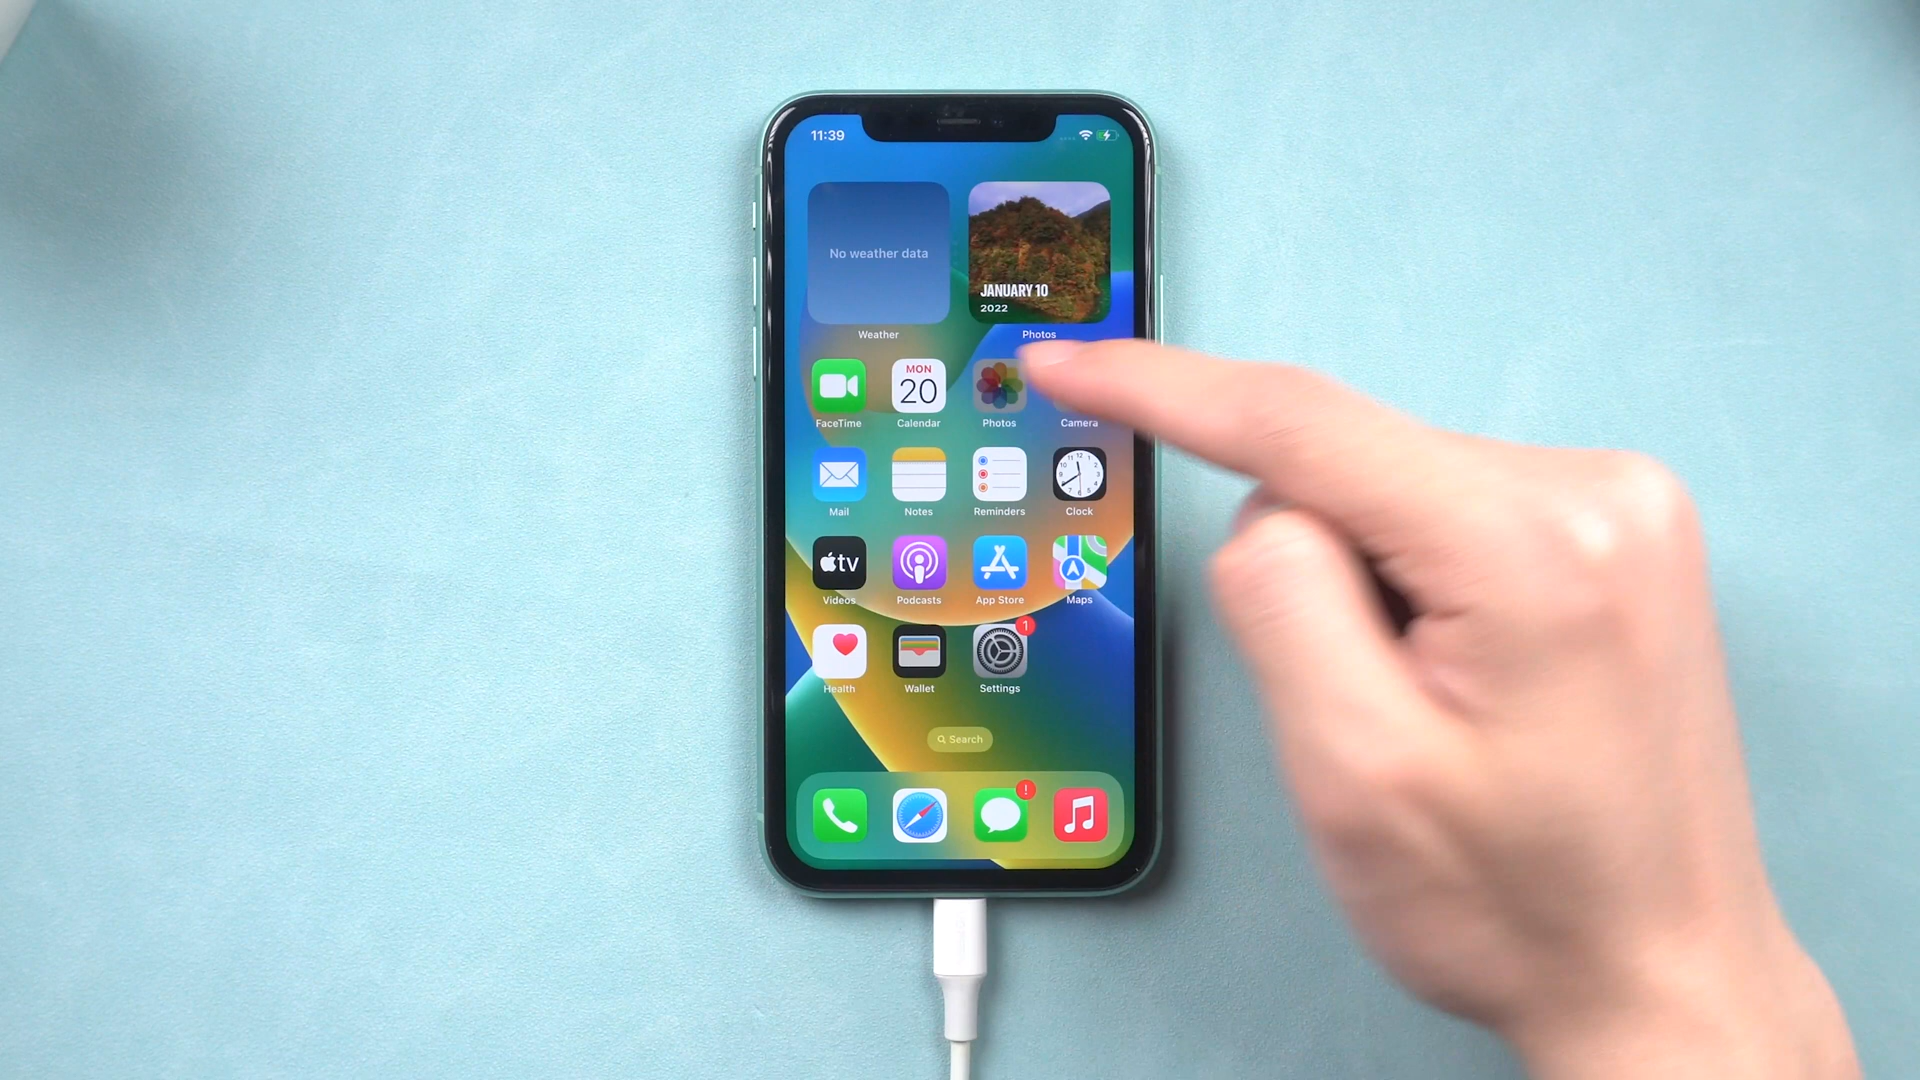 11:39
No weather data
JANUARY 10
2022
Weather
Photos
MON
20
FaceTime
Calendar
Photos
Camera
Mail
Notes
Reminders
Clock
tv
Videos
Podcasts
App Store
Maps
1
Health
Wallet
Settings
Search
!